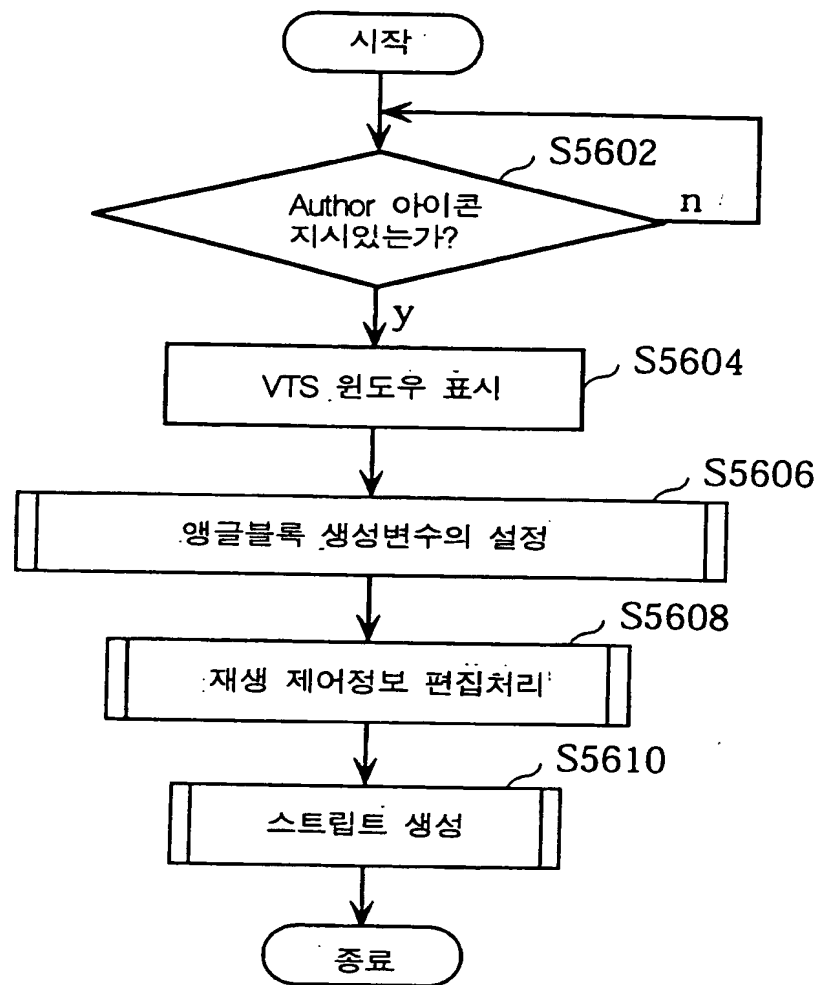 시작
S5602
Author 아이콘
지시있는가?
n
y
S5604
VTS 윈도우 표시
S5606
앵글블록 생성변수의 설정
S5608
재생 제어정보 편집처리
S5610
스트립트 생성
종료